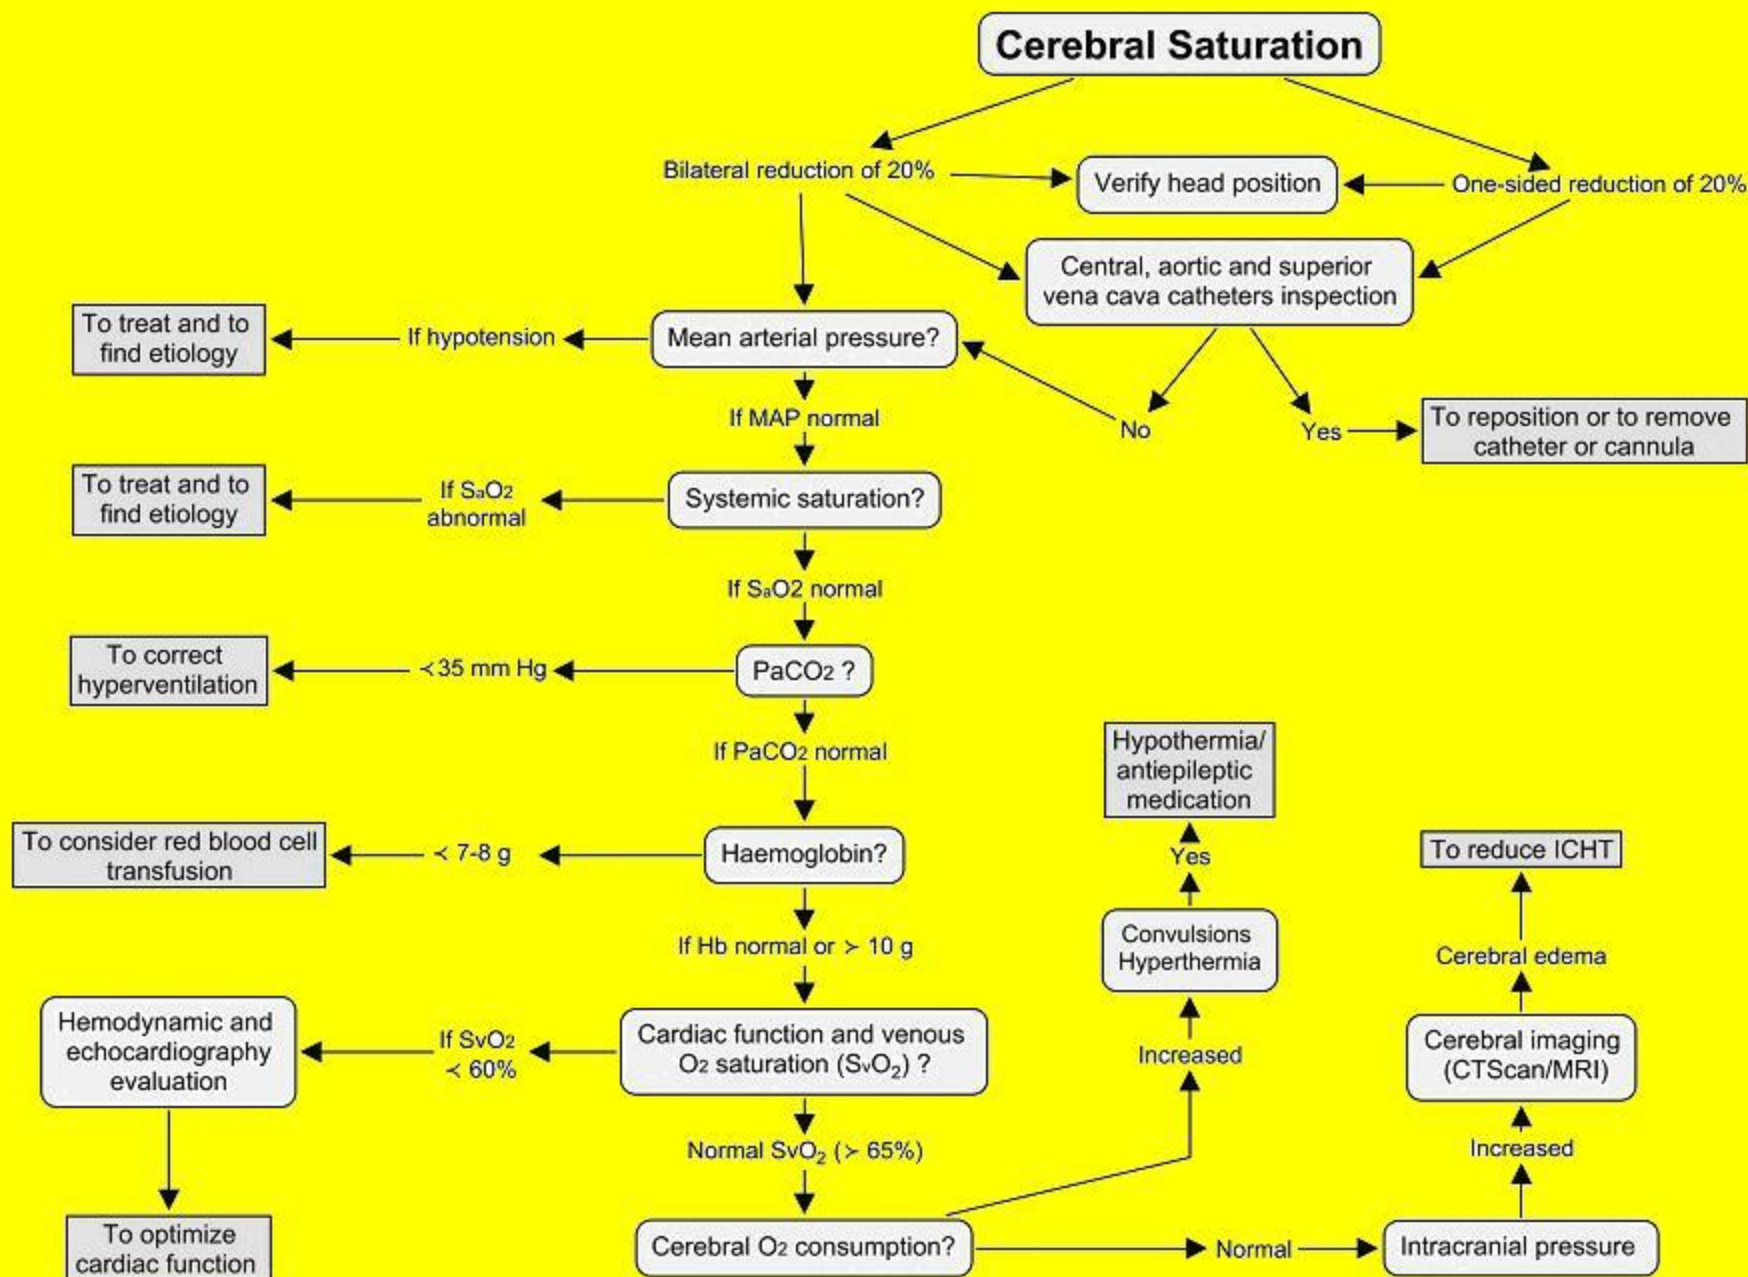 Cerebral Saturation
Bilateral reduction of 20%
Verify head position
One-sided reduction of 20%
Central, aortic and superior
vena cava catheters inspection
To treat and to
find etiology
If hypotension
Mean arterial pressure?
If MAP normal
No
Yes
To reposition or to remove
catheter or cannula
To treat and to
find etiology
If SaO2
abnormal
Systemic saturation?
If SaO2 normal
To correct
hyperventilation
<35 mm Hg
PaCO2 ?
If PaCO2 normal
Hypothermia/
antiepileptic
medication
To consider red blood cell
transfusion
< 7-8 g
Haemoglobin?
Yes
To reduce ICHT
If Hb normal or > 10 g
Convulsions
Hyperthermia
Cerebral edema
Hemodynamic and
echocardiography
evaluation
If SvO2
< 60%
Cardiac function and venous
O2 saturation (SvO2) ?
Increased
Cerebral imaging
(CTScan/MRI)
Normal SvO2 (> 65%)
Increased
To optimize
cardiac function
Cerebral O2 consumption?
Normal
Intracranial pressure